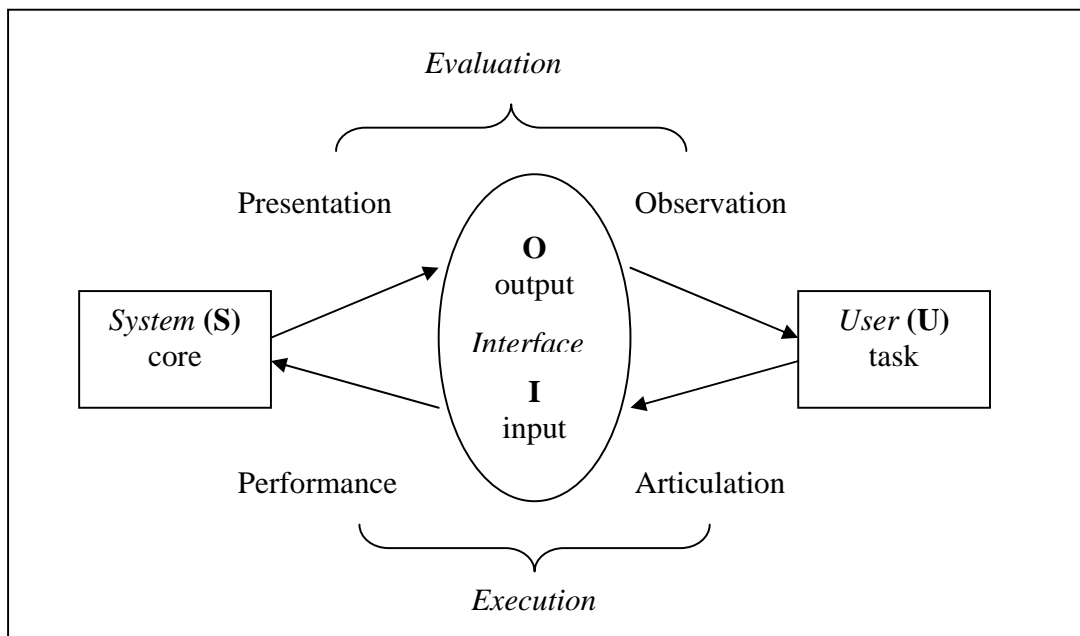 Evaluation
Presentation
Observation
O
output
System (S)
core
Interface
User (U)
task
I
input
Performance
Articulation
Execution